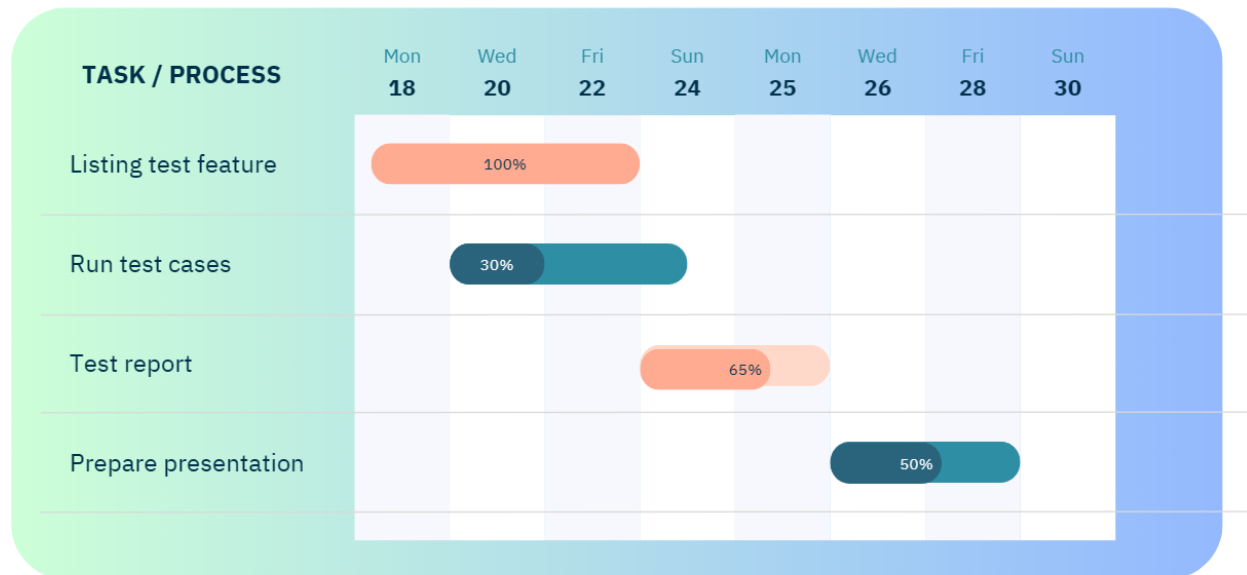 TASK / PROCESS
Mon Wed Fri Sun Mon Wed Fri Sun
18 20 22 24 25 26 28 30
Listing test feature 100%
Run test cases 30%
Test report 65%
Prepare presentation 50%